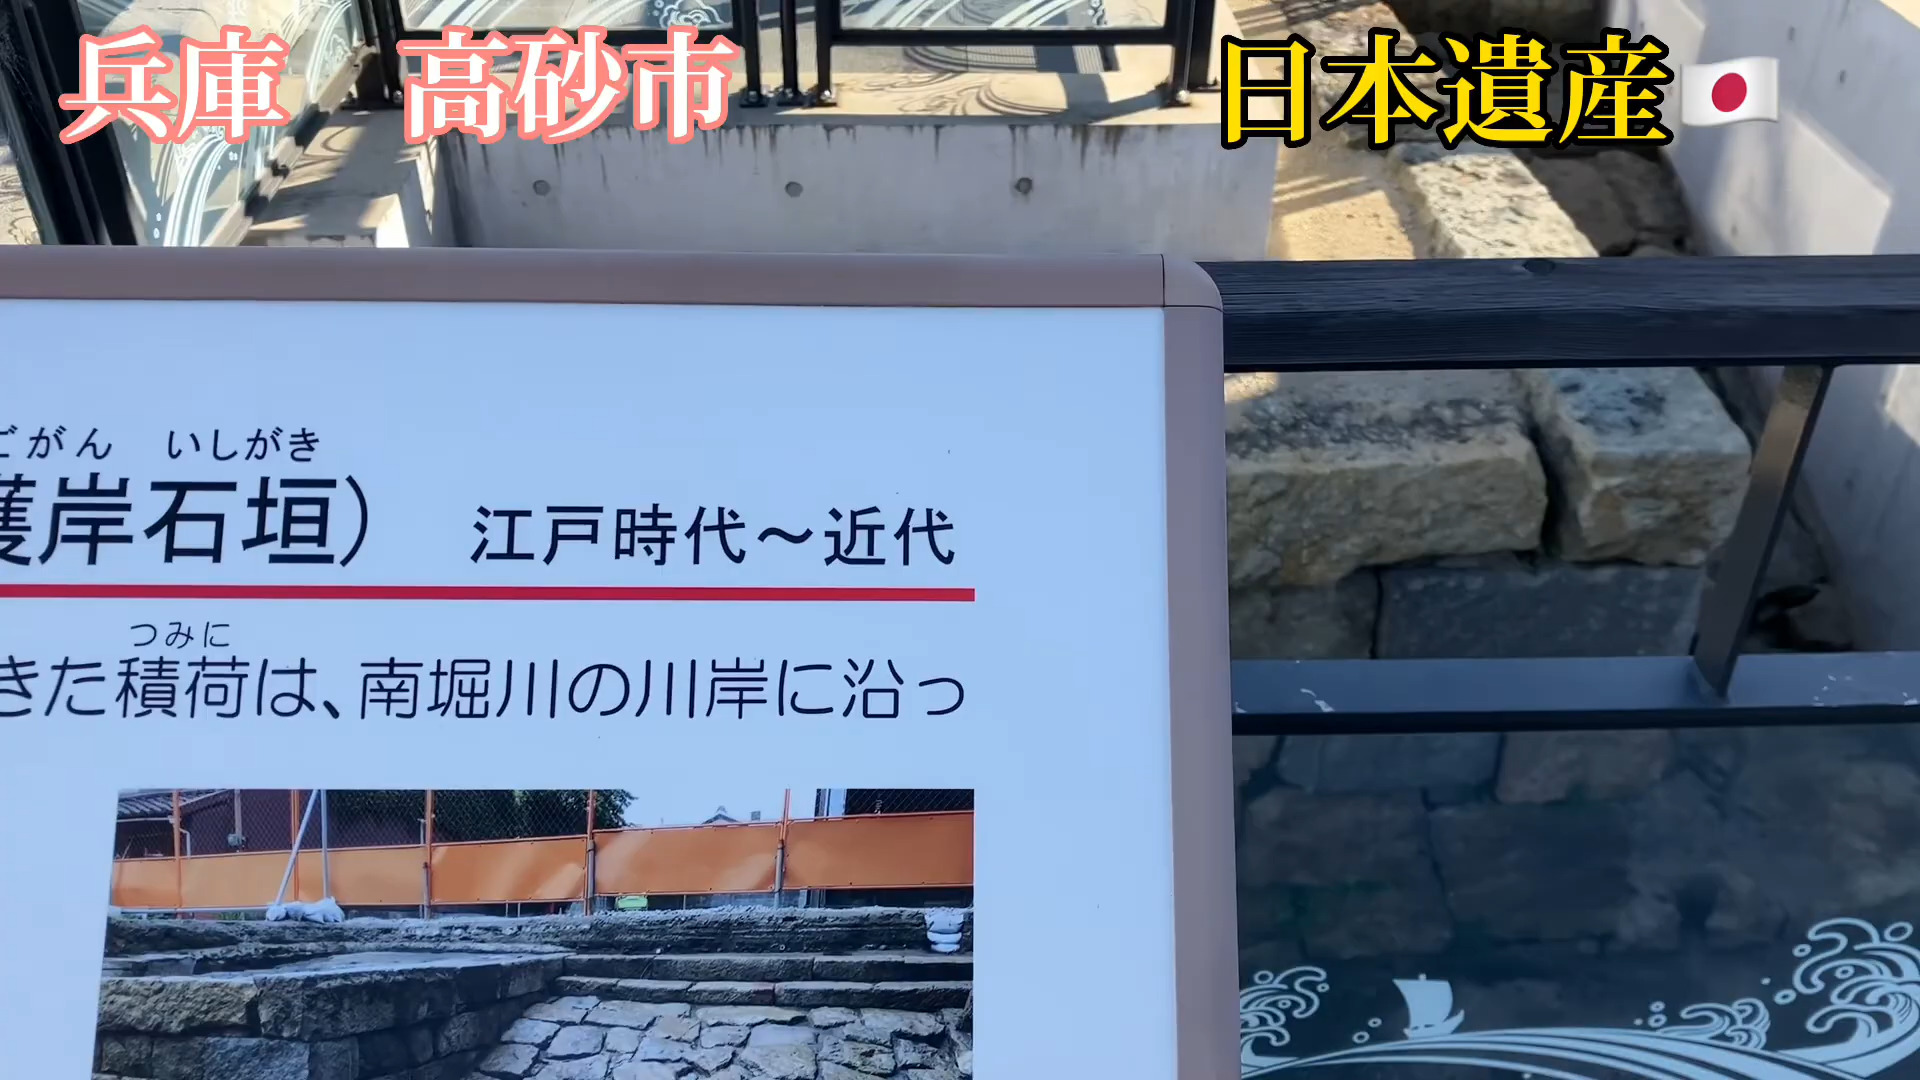 兵庫　高砂市
日本遺産🇯🇵
ごがん　いしがき
護岸石垣）　江戸時代～近代
つみに
きた積荷は、南堀川の川岸に沿っ